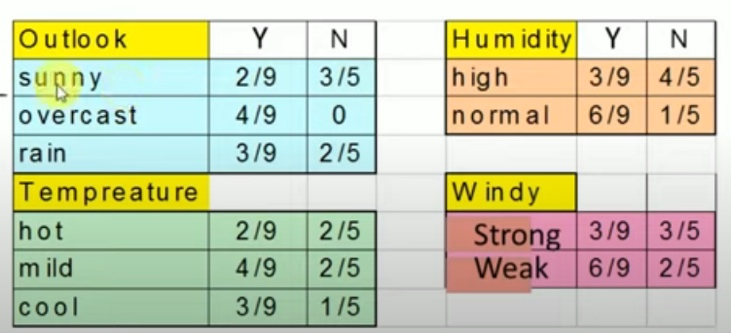 Outlook Y N
sunny 2/9 3/5
overcast 4/9 0
rain 3/9 2/5
Tempreature
hot 2/9 2/5
mild 4/9 2/5
cool 3/9 1/5
Humidity Y N
high 3/9 4/5
normal 6/9 1/5
Windy
Strong 3/9 3/5
Weak 6/9 2/5